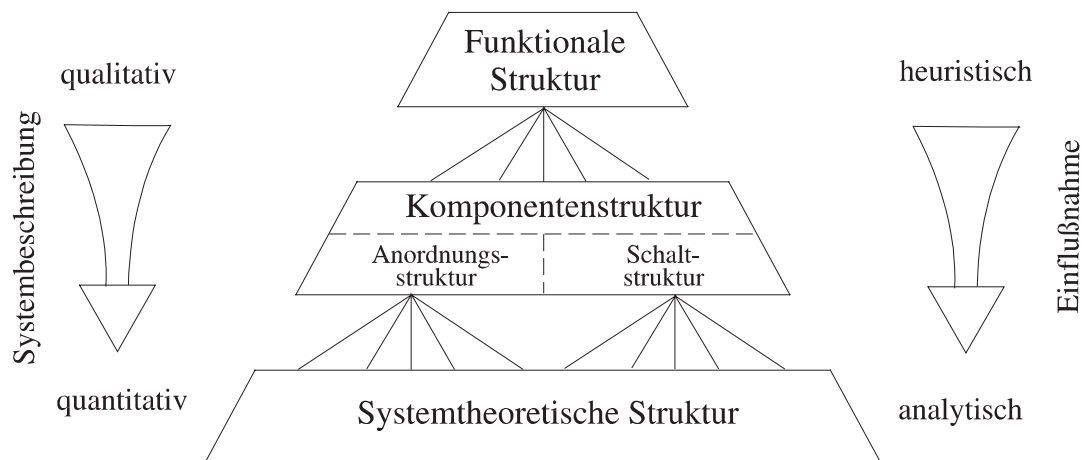 Funktionale
Struktur
qualitativ
heuristisch
Systembeschreibung
Einflußnahme
Komponentenstruktur
Anordnungs-
struktur
Schalt-
struktur
quantitativ
analytisch
Systemtheoretische Struktur